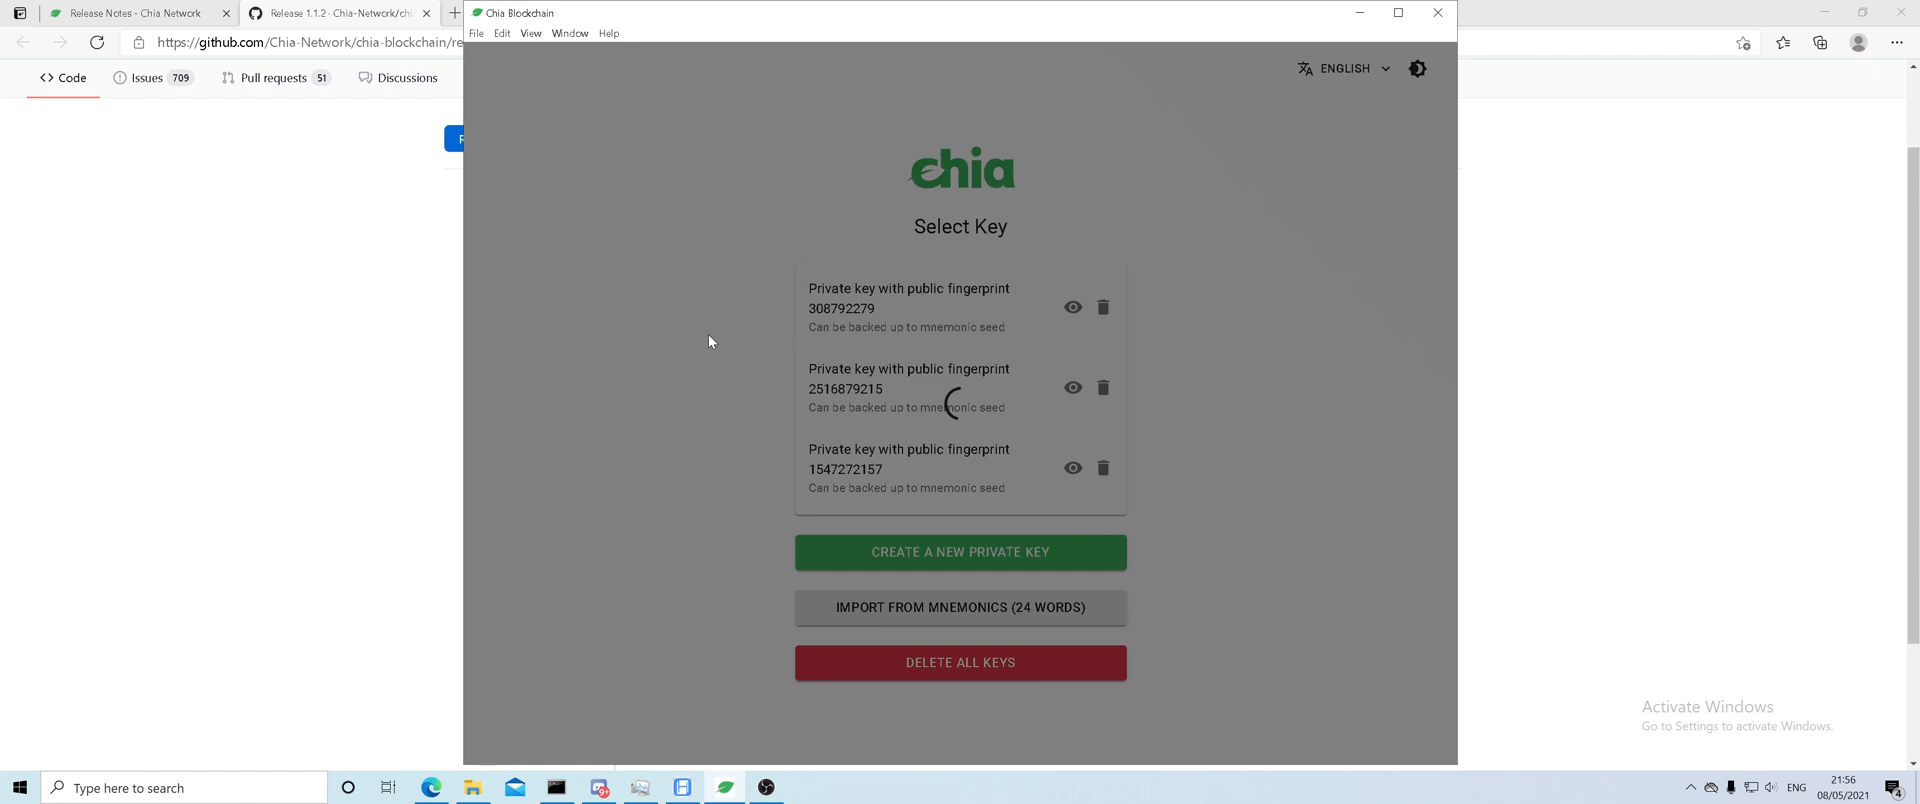 Release Notes - Chia Network
Release 1.1.2 · Chia-Network/chi
Chia Blockchain
https://github.com/Chia-Network/chia-blockchain/re
File Edit View Window Help
Code
Issues 709
Pull requests 51
Discussions
ENGLISH
chia
Select Key
Private key with public fingerprint
308792279
Can be backed up to mnemonic seed
Private key with public fingerprint
2516879215
Can be backed up to mnemonic seed
Private key with public fingerprint
1547272157
Can be backed up to mnemonic seed
CREATE A NEW PRIVATE KEY
IMPORT FROM MNEMONICS (24 WORDS)
DELETE ALL KEYS
Activate Windows
Go to Settings to activate Windows.
Type here to search
9+
ENG
21:56
08/05/2021
4